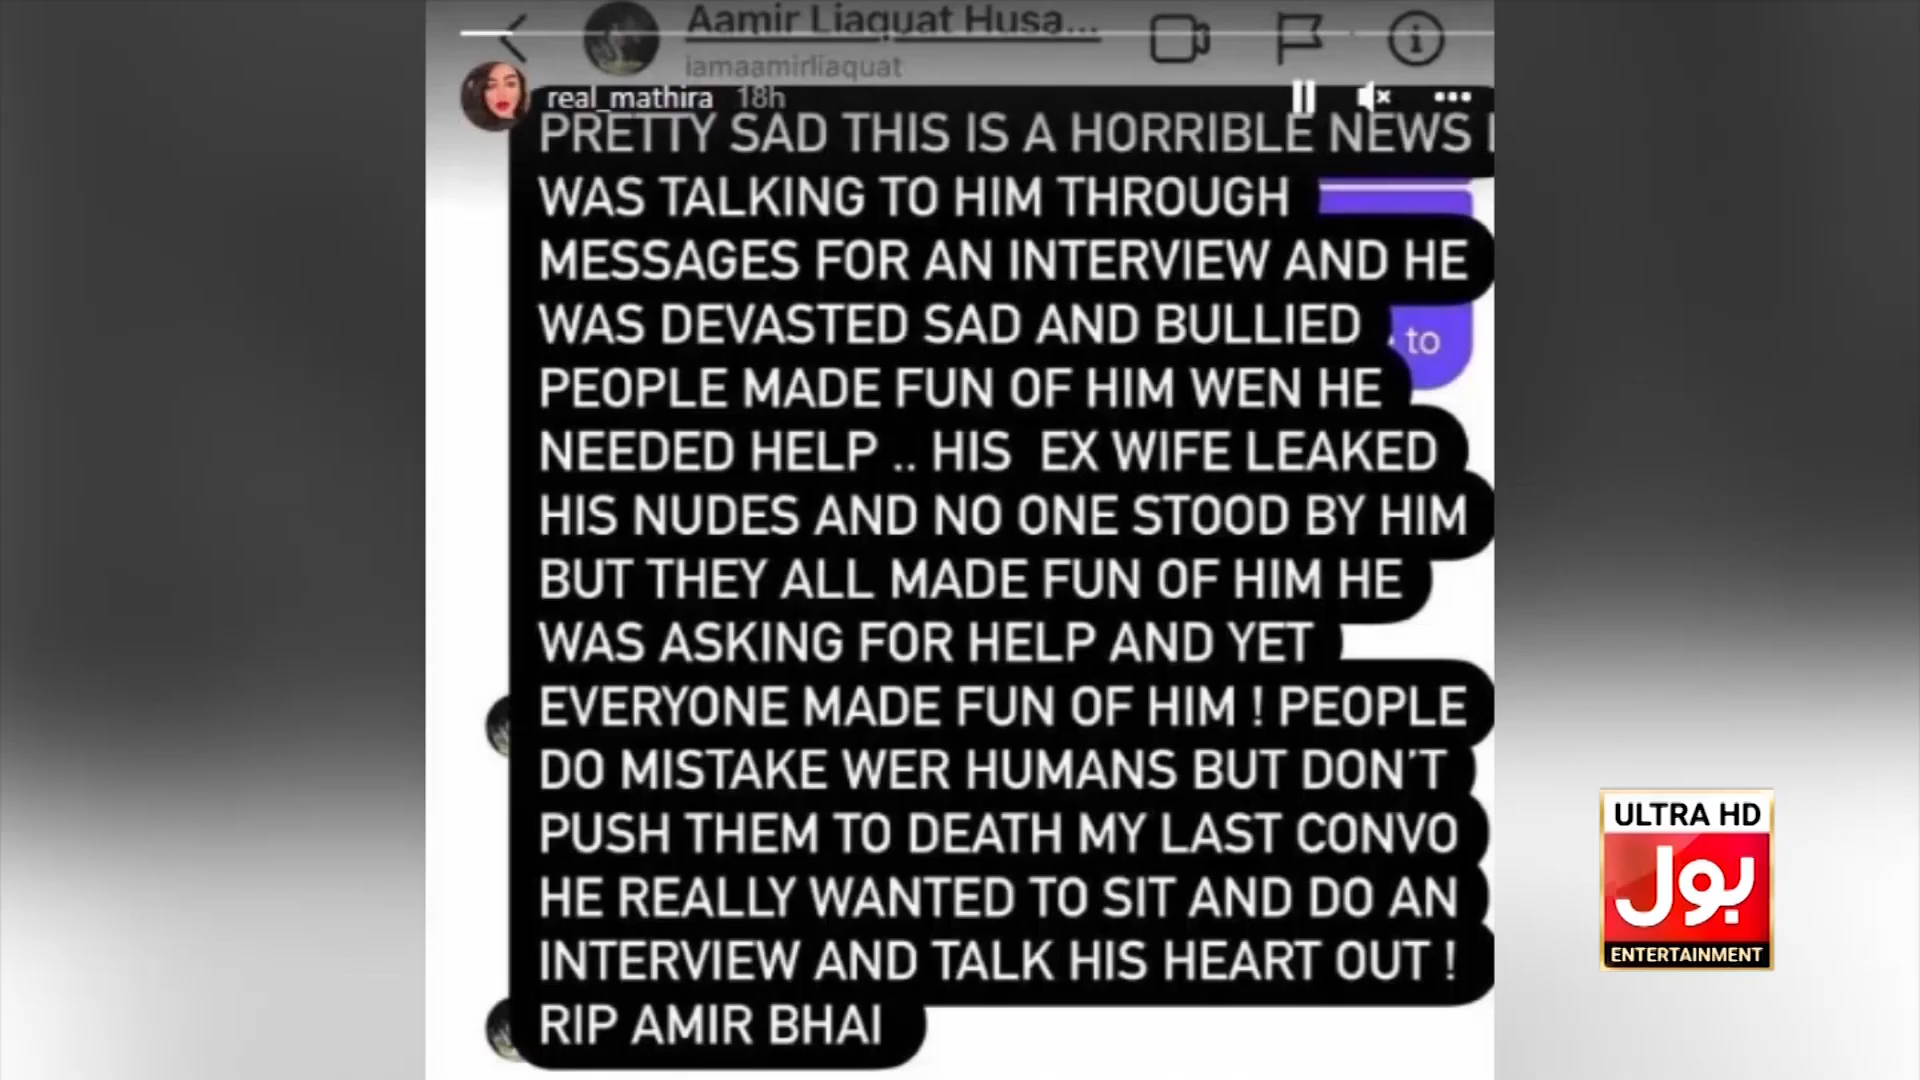 Aamir Liaquat Husa...
iamaamirliaquat
real_mathira 18h
PRETTY SAD THIS IS A HORRIBLE NEWS I
WAS TALKING TO HIM THROUGH
MESSAGES FOR AN INTERVIEW AND HE
WAS DEVASTED SAD AND BULLIED
to
PEOPLE MADE FUN OF HIM WEN HE
NEEDED HELP .. HIS EX WIFE LEAKED
HIS NUDES AND NO ONE STOOD BY HIM
BUT THEY ALL MADE FUN OF HIM HE
WAS ASKING FOR HELP AND YET
EVERYONE MADE FUN OF HIM ! PEOPLE
DO MISTAKE WER HUMANS BUT DON'T
PUSH THEM TO DEATH MY LAST CONVO
HE REALLY WANTED TO SIT AND DO AN
INTERVIEW AND TALK HIS HEART OUT !
RIP AMIR BHAI
ULTRA HD
بول
ENTERTAINMENT